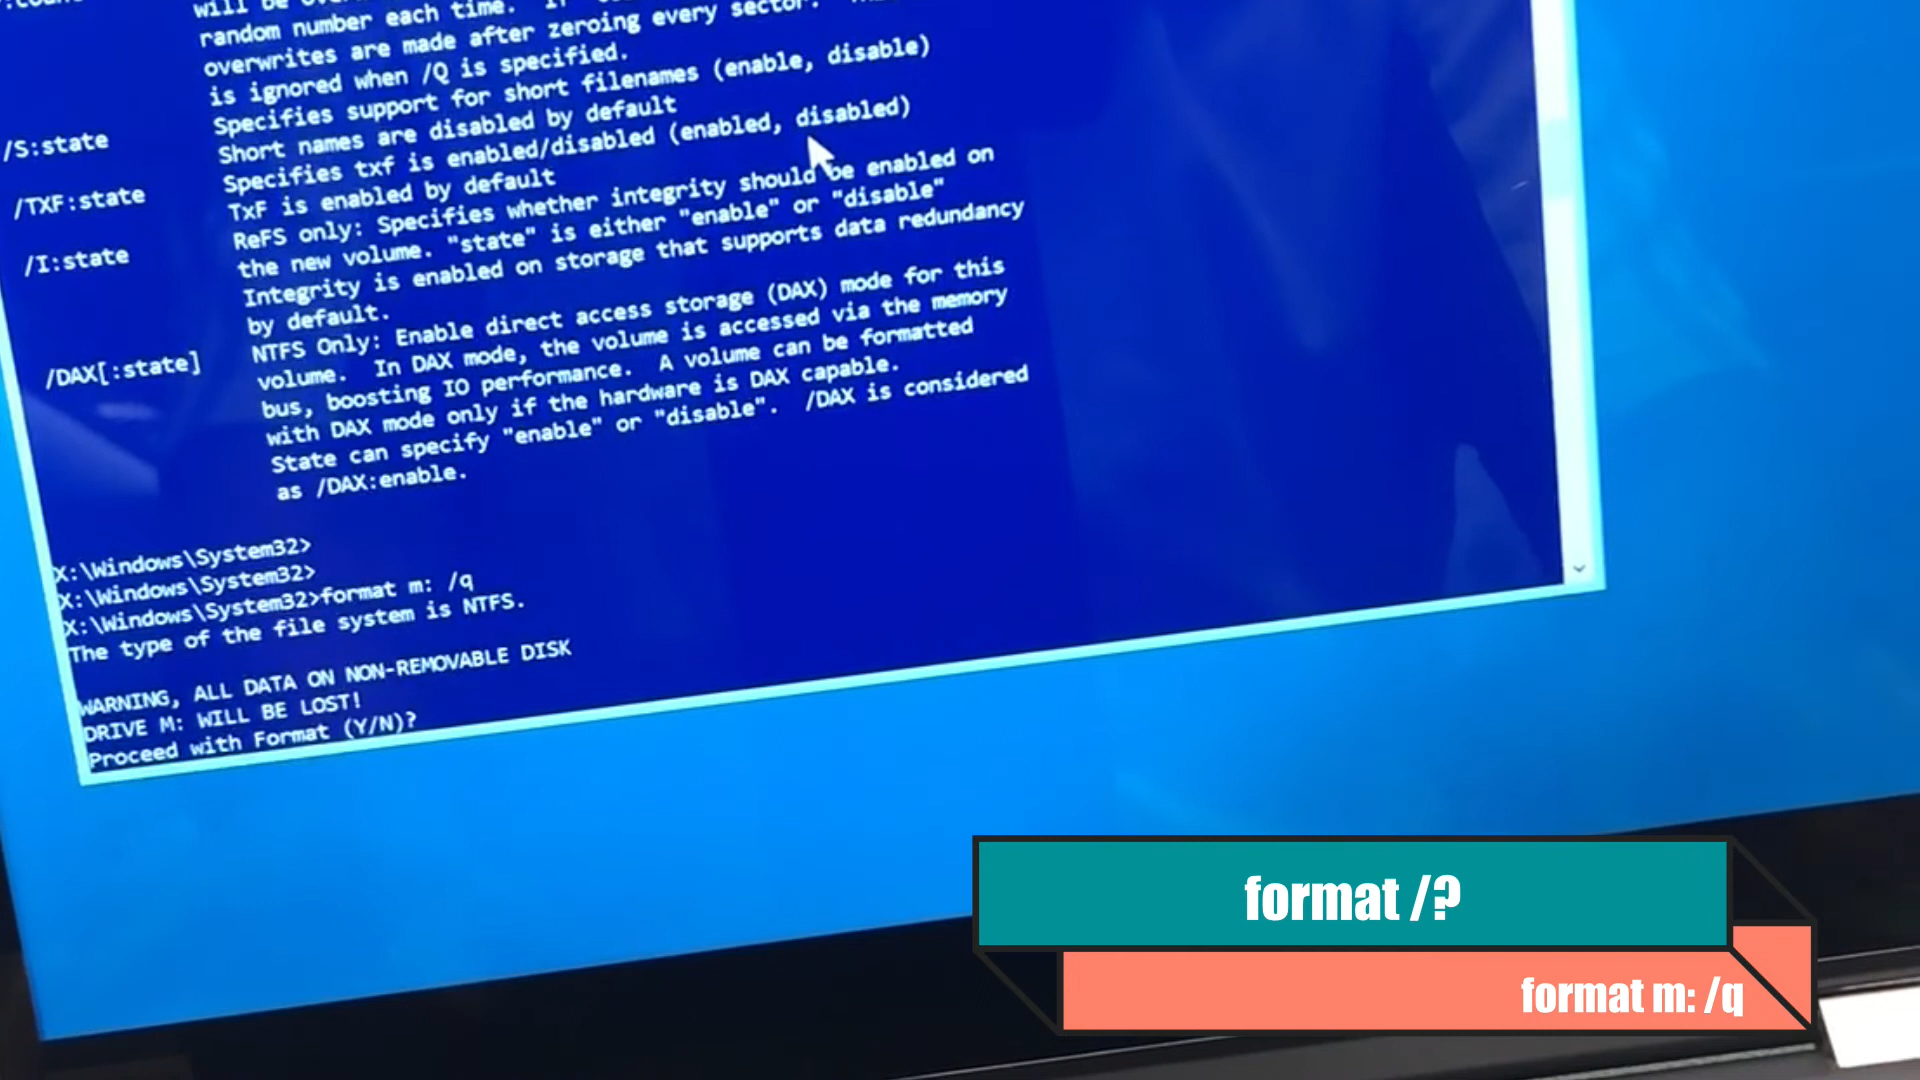 random number each time.
overwrites are made after zeroing every sector.
is ignored when /Q is specified.
/S:state Specifies support for short filenames (enable, disable)
Short names are disabled by default
/TXF:state Specifies txf is enabled/disabled (enabled, disabled)
TxF is enabled by default
/I:state ReFS only: Specifies whether integrity should be enabled on
the new volume. "state" is either "enable" or "disable"
Integrity is enabled on storage that supports data redundancy
by default.
/DAX[:state] NTFS Only: Enable direct access storage (DAX) mode for this
volume. In DAX mode, the volume is accessed via the memory
bus, boosting IO performance. A volume can be formatted
with DAX mode only if the hardware is DAX capable.
State can specify "enable" or "disable". /DAX is considered
as /DAX:enable.
X:\Windows\System32>
X:\Windows\System32>
X:\Windows\System32>format m: /q
The type of the file system is NTFS.
WARNING, ALL DATA ON NON-REMOVABLE DISK
DRIVE M: WILL BE LOST!
Proceed with Format (Y/N)?
format /?
format m: /q